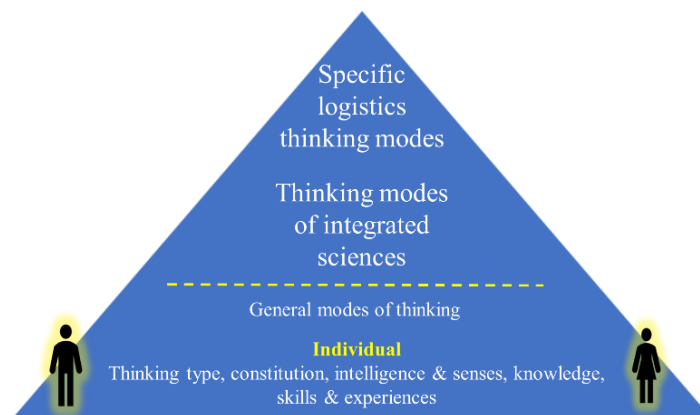 Specific
logistics
thinking modes
Thinking modes
of integrated
sciences
General modes of thinking
Individual
Thinking type, constitution, intelligence & senses, knowledge,
skills & experiences